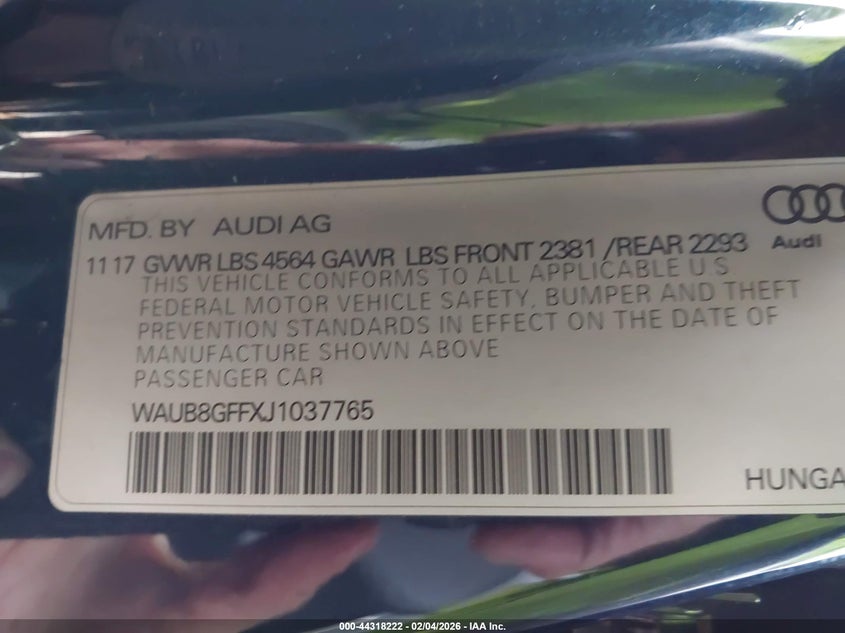 MFD. BY AUDI AG
11 17 GVWR LBS 4564 GAWR LBS FRONT 2381 /REAR 2293
Audi
THIS VEHICLE CONFORMS TO ALL APPLICABLE U.S
FEDERAL MOTOR VEHICLE SAFETY, BUMPER AND THEFT
PREVENTION STANDARDS IN EFFECT ON THE DATE OF
MANUFACTURE SHOWN ABOVE
PASSENGER CAR
WAUB8GFFXJ1037765
HUNGA
000-44318222 - 02/04/2026 - IAA Inc.